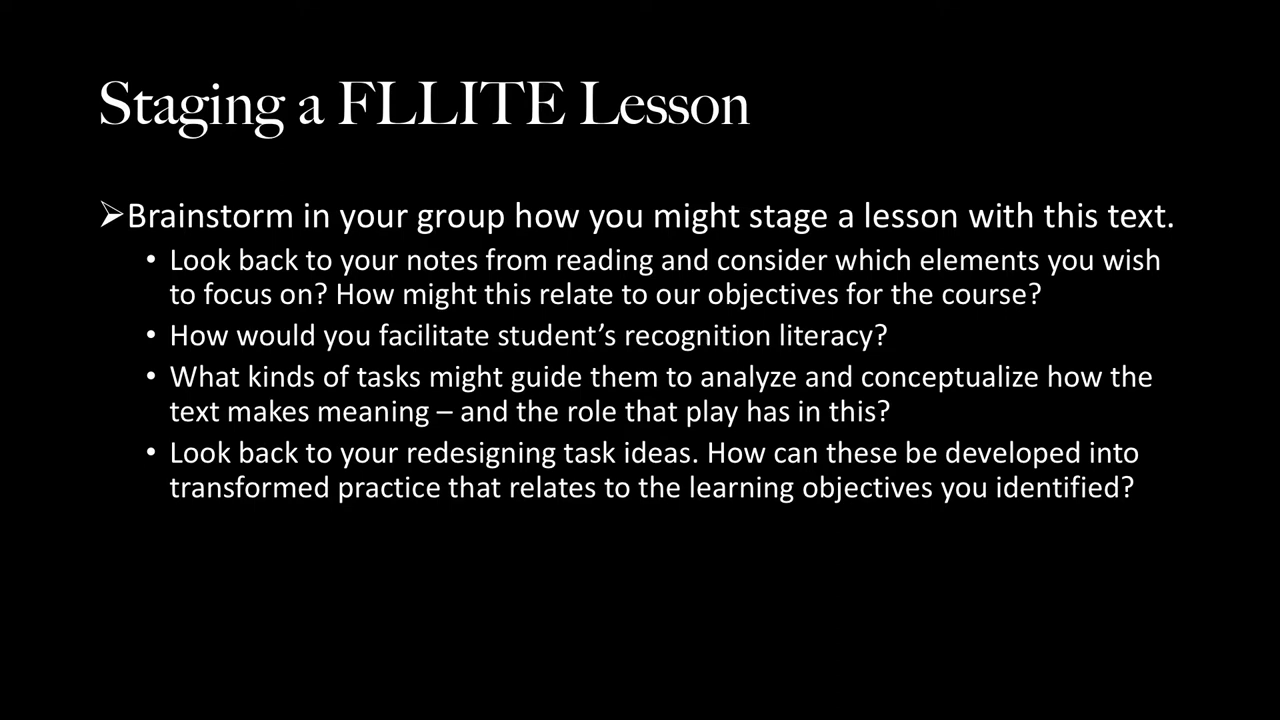 Staging a FLLITE Lesson
➢Brainstorm in your group how you might stage a lesson with this text.
• Look back to your notes from reading and consider which elements you wish
to focus on? How might this relate to our objectives for the course?
• How would you facilitate student’s recognition literacy?
• What kinds of tasks might guide them to analyze and conceptualize how the
text makes meaning – and the role that play has in this?
• Look back to your redesigning task ideas. How can these be developed into
transformed practice that relates to the learning objectives you identified?